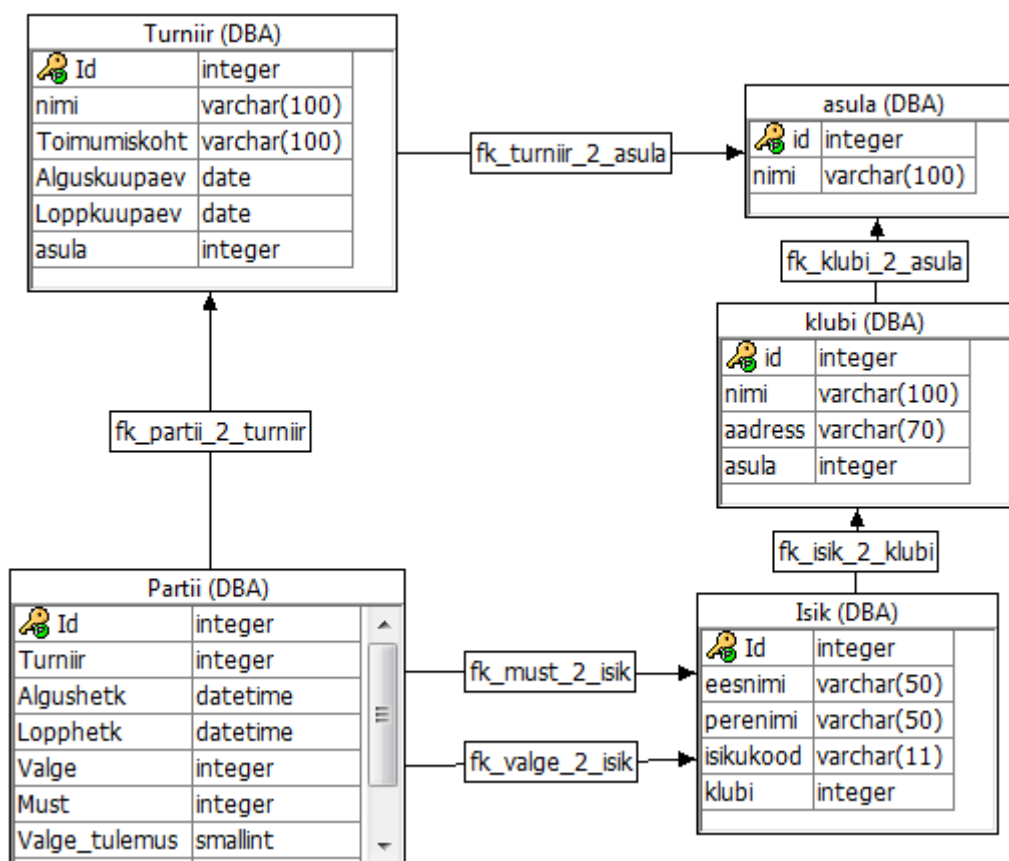 Turniir (DBA)
Id integer
nimi varchar(100)
Toimumiskoht varchar(100)
Alguskuupaev date
Loppkuupaev date
asula integer
fk_turniir_2_asula
asula (DBA)
id integer
nimi varchar(100)
fk_klubi_2_asula
klubi (DBA)
id integer
nimi varchar(100)
aadress varchar(70)
asula integer
fk_partii_2_turniir
fk_isik_2_klubi
Partii (DBA)
Id integer
Turniir integer
Algushetk datetime
Lopphetk datetime
Valge integer
Must integer
Valge_tulemus smallint
fk_must_2_isik
fk_valge_2_isik
Isik (DBA)
Id integer
eesnimi varchar(50)
perenimi varchar(50)
isikukood varchar(11)
klubi integer